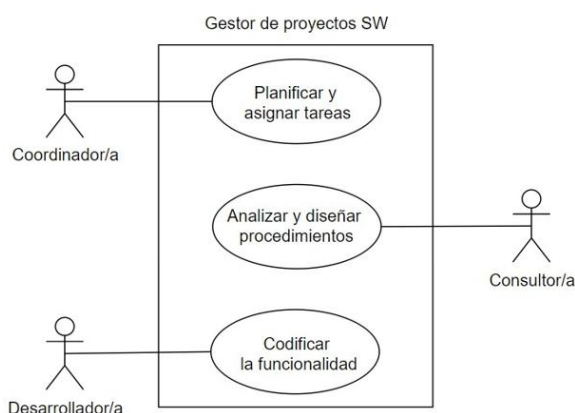 Gestor de proyectos SW
Planificar y
asignar tareas
Coordinador/a
Analizar y diseñar
procedimientos
Consultor/a
Codificar
la funcionalidad
Desarrollador/a